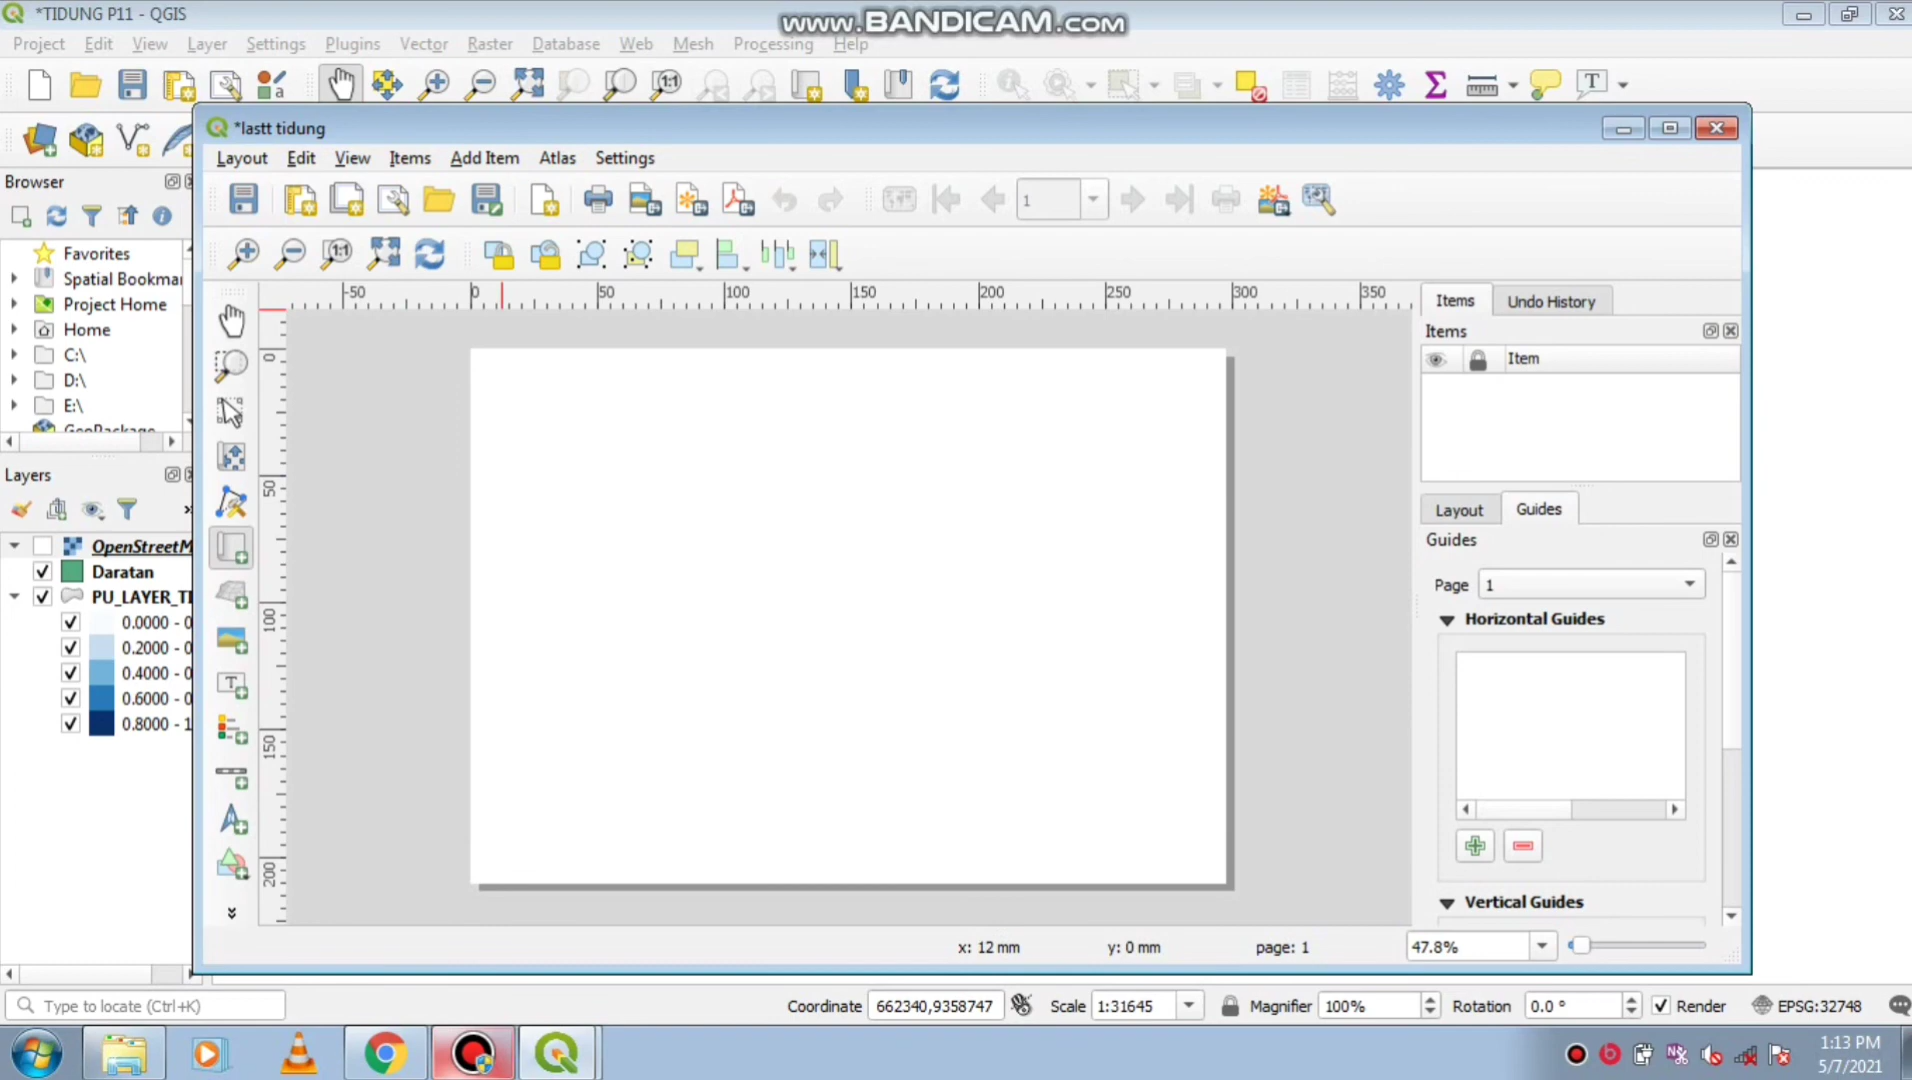 *TIDUNG P11 - QGIS
www.BANDICAM.com
Project Edit View Layer Settings Plugins Vector Raster Database Web Mesh Processing Help
*lastt tidung
Layout Edit View Items Add Item Atlas Settings
1
Browser
Favorites
Spatial Bookmar
Project Home
Home
C:\
D:\
E:\
GeoPackage
Layers
OpenStreetM
Daratan
PU_LAYER_TI
0.0000 - 0
0.2000 - 0
0.4000 - 0
0.6000 - 0
0.8000 - 1
-50 0 50 100 150 200 250 300 350
0
50
100
150
200
Items Undo History
Items
Item
Layout Guides
Guides
Page 1
Horizontal Guides
Vertical Guides
x: 12 mm y: 0 mm page: 1 47.8%
Type to locate (Ctrl+K) Coordinate 662340,9358747 Scale 1:31645 Magnifier 100% Rotation 0.0 ° Render EPSG:32748
1:13 PM
5/7/2021